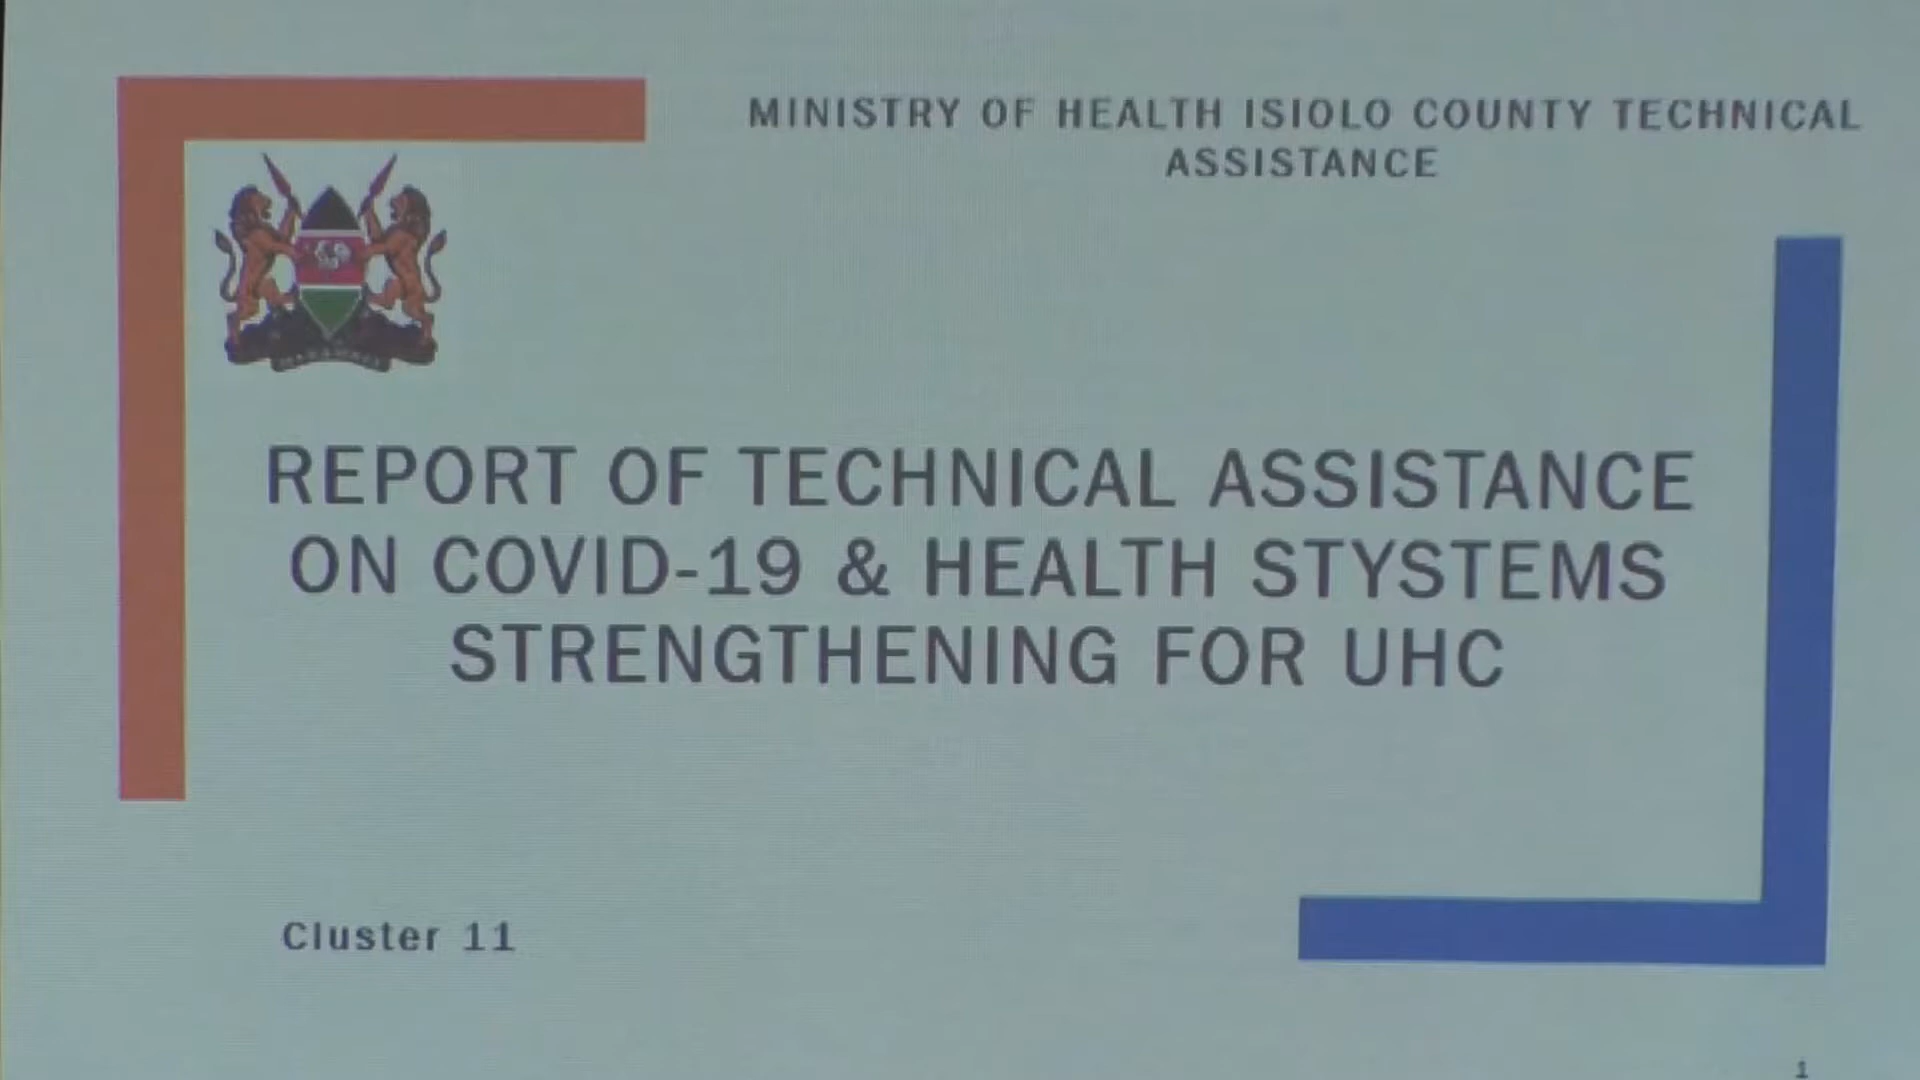 MINISTRY OF HEALTH ISIOLO COUNTY TECHNICAL
ASSISTANCE
REPORT OF TECHNICAL ASSISTANCE
ON COVID-19 & HEALTH STYSTEMS
STRENGTHENING FOR UHC
Cluster 11
1